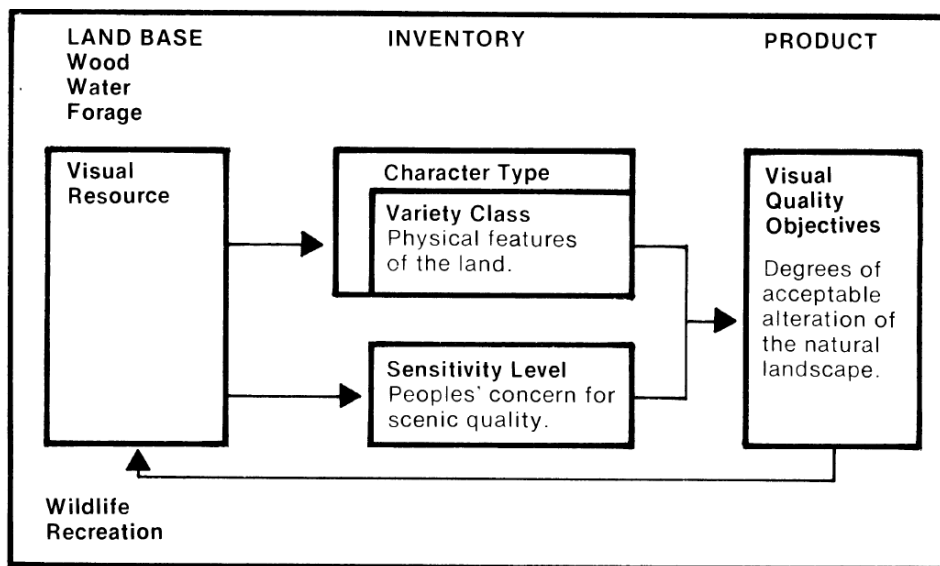 LAND BASE
Wood
Water
Forage
Visual
Resource
Wildlife
Recreation
INVENTORY
Character Type
Variety Class
Physical features
of the land.
Sensitivity Level
Peoples' concern for
scenic quality.
PRODUCT
Visual
Quality
Objectives
Degrees of
acceptable
alteration of
the natural
landscape.